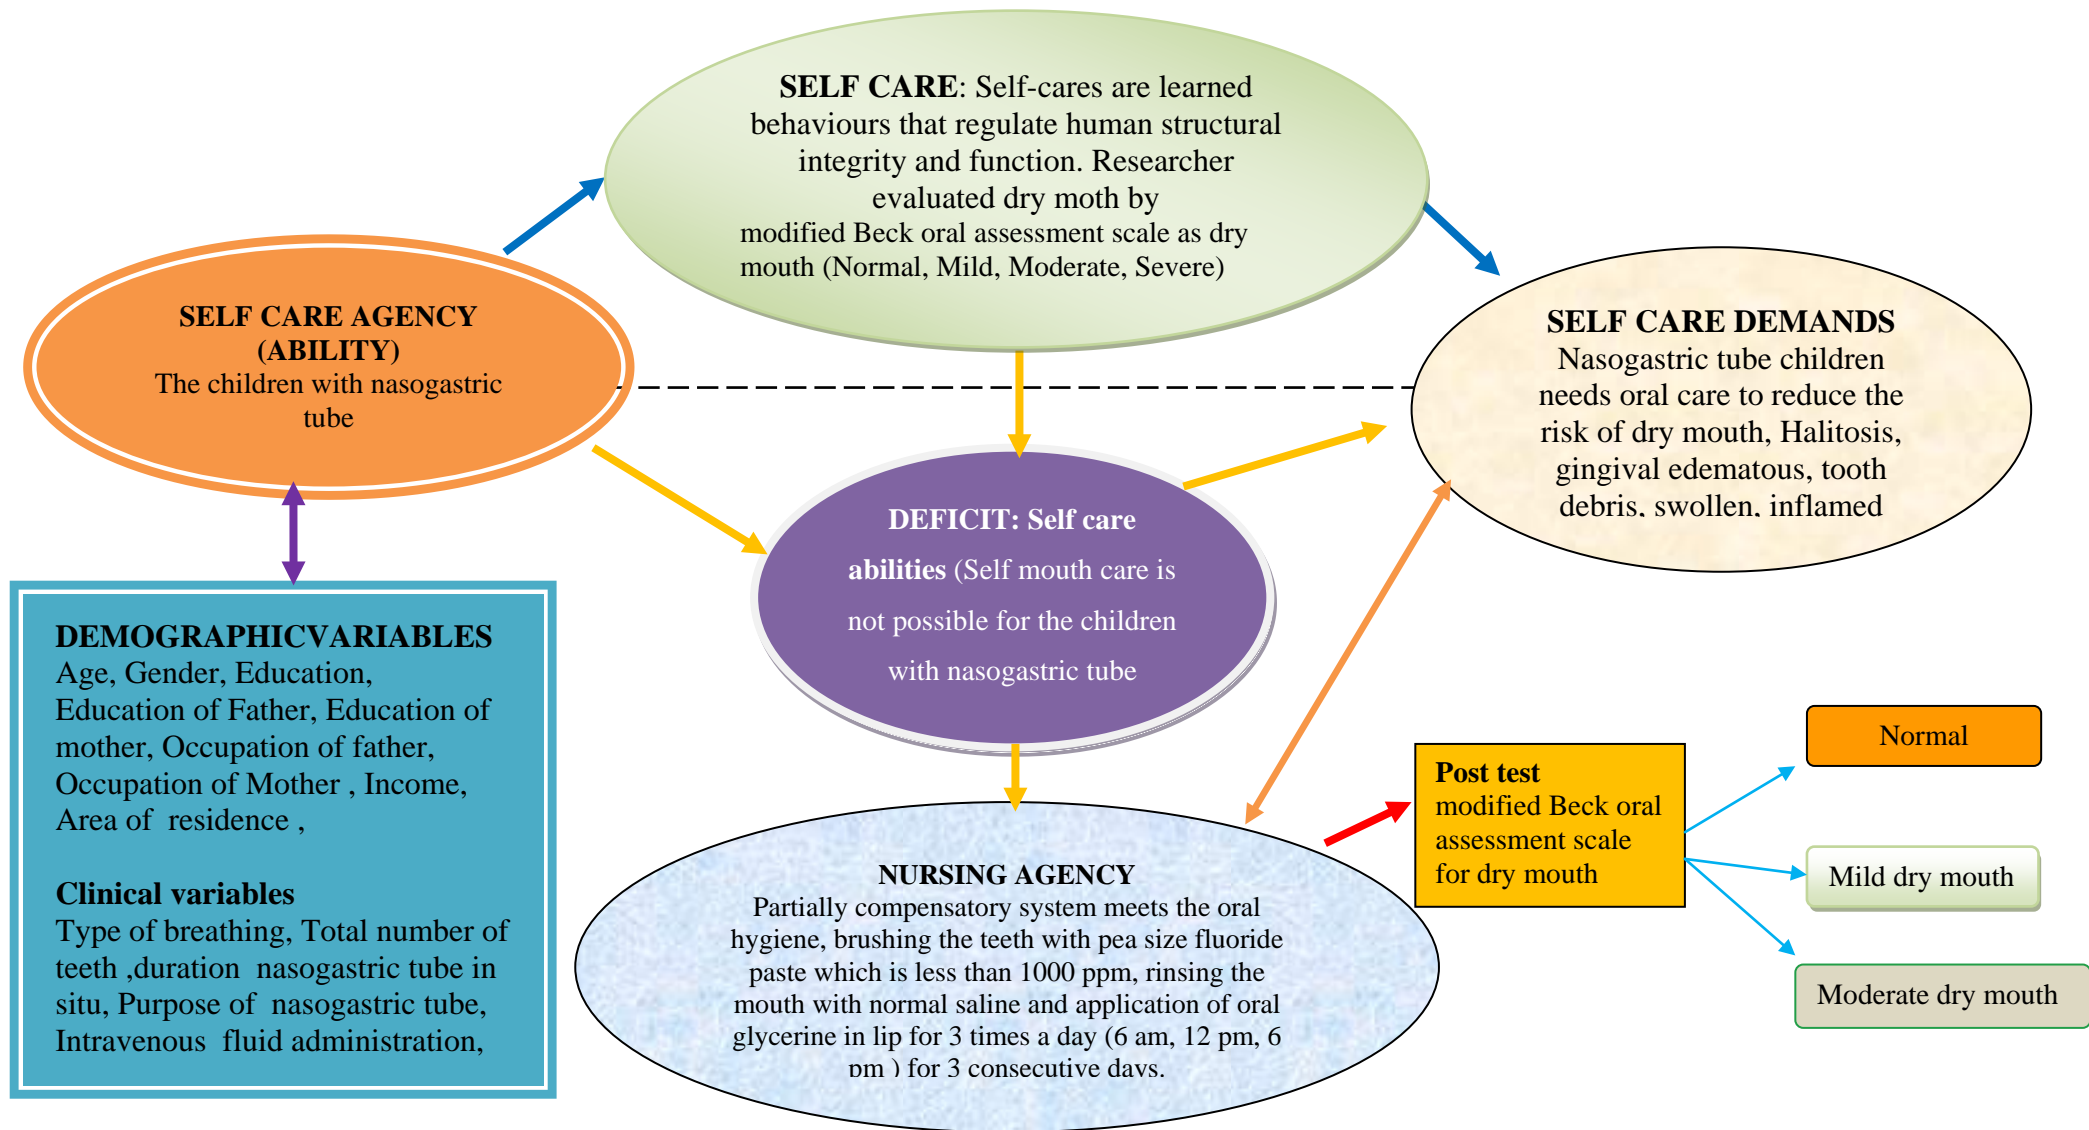 SELF CARE: Self-cares are learned
behaviours that regulate human structural
integrity and function. Researcher
evaluated dry moth by
modified Beck oral assessment scale as dry
mouth (Normal, Mild, Moderate, Severe)
SELF CARE AGENCY
(ABILITY)
The children with nasogastric
tube
SELF CARE DEMANDS
Nasogastric tube children
needs oral care to reduce the
risk of dry mouth, Halitosis,
gingival edematous, tooth
debris, swollen, inflamed
DEFICIT: Self care
abilities (Self mouth care is
not possible for the children
with nasogastric tube
DEMOGRAPHICVARIABLES
Age, Gender, Education,
Education of Father, Education of
mother, Occupation of father,
Occupation of Mother , Income,
Area of residence ,
Clinical variables
Type of breathing, Total number of
teeth ,duration nasogastric tube in
situ, Purpose of nasogastric tube,
Intravenous fluid administration,
NURSING AGENCY
Partially compensatory system meets the oral
hygiene, brushing the teeth with pea size fluoride
paste which is less than 1000 ppm, rinsing the
mouth with normal saline and application of oral
glycerine in lip for 3 times a day (6 am, 12 pm, 6
pm ) for 3 consecutive days.
Post test
modified Beck oral
assessment scale
for dry mouth
Normal
Mild dry mouth
Moderate dry mouth